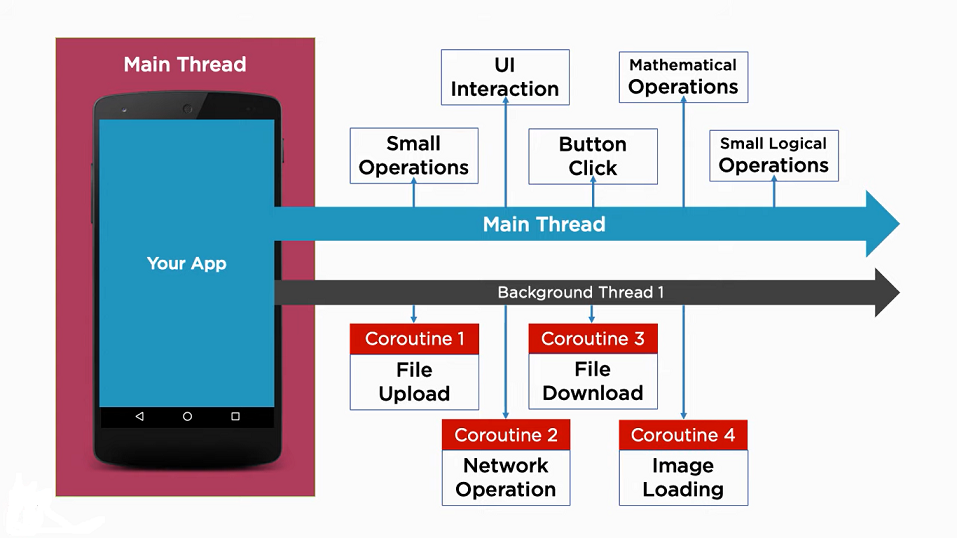 Main Thread
Your App
UI
Interaction
Mathematical
Operations
Small
Operations
Button
Click
Small Logical
Operations
Main Thread
Background Thread 1
Coroutine 1
File
Upload
Coroutine 3
File
Download
Coroutine 2
Network
Operation
Coroutine 4
Image
Loading